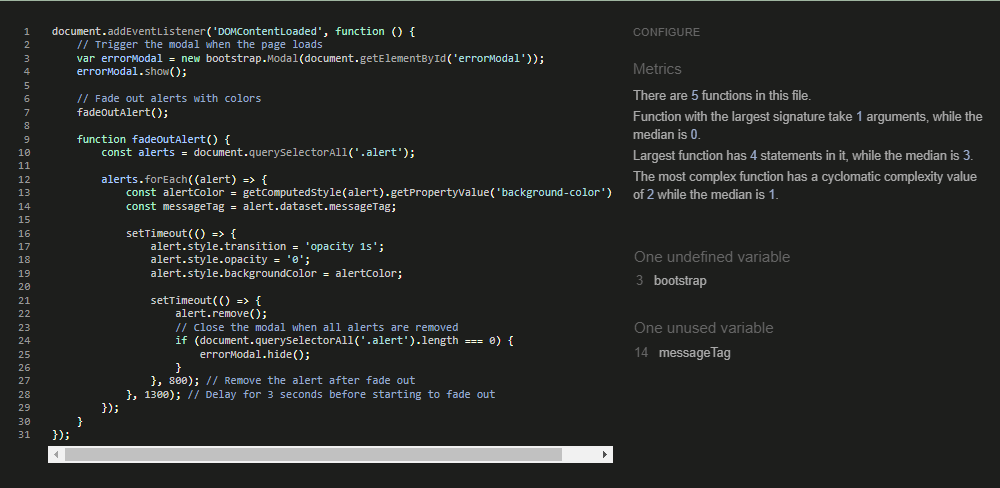 1 document.addEventListener('DOMContentLoaded', function () {
2 // Trigger the modal when the page loads
3 var errorModal = new bootstrap.Modal(document.getElementById('errorModal'));
4 errorModal.show();
5
6 // Fade out alerts with colors
7 fadeOutAlert();
8
9 function fadeOutAlert() {
10 const alerts = document.querySelectorAll('.alert');
11
12 alerts.forEach((alert) => {
13 const alertColor = getComputedStyle(alert).getPropertyValue('background-color')
14 const messageTag = alert.dataset.messageTag;
15
16 setTimeout(() => {
17 alert.style.transition = 'opacity 1s';
18 alert.style.opacity = '0';
19 alert.style.backgroundColor = alertColor;
20
21 setTimeout(() => {
22 alert.remove();
23 // Close the modal when all alerts are removed
24 if (document.querySelectorAll('.alert').length === 0) {
25 errorModal.hide();
26 }
27 }, 800); // Remove the alert after fade out
28 }, 1300); // Delay for 3 seconds before starting to fade out
29 });
30 }
31 });
CONFIGURE
Metrics
There are 5 functions in this file.
Function with the largest signature take 1 arguments, while the
median is 0.
Largest function has 4 statements in it, while the median is 3.
The most complex function has a cyclomatic complexity value
of 2 while the median is 1.
One undefined variable
3 bootstrap
One unused variable
14 messageTag